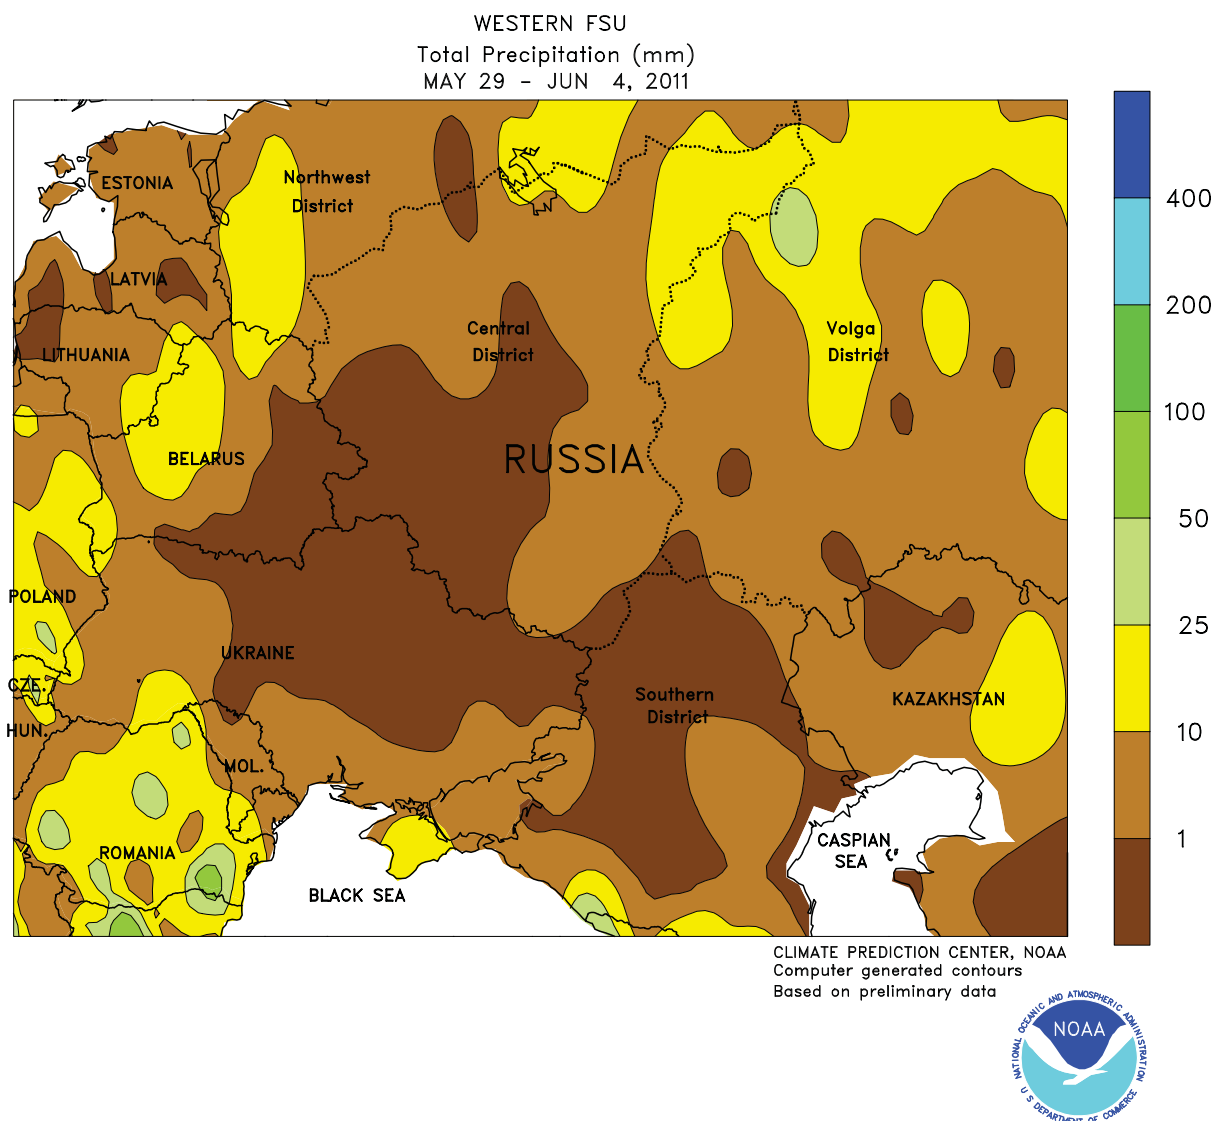 WESTERN FSU
Total Precipitation (mm)
MAY 29 - JUN 4, 2011
ESTONIA
Northwest
District
LATVIA
LITHUANIA
Central
District
Volga
District
BELARUS
RUSSIA
POLAND
UKRAINE
CZE.
Southern
District
KAZAKHSTAN
HUN.
MOL.
ROMANIA
CASPIAN
SEA
BLACK SEA
400
200
100
50
25
10
1
CLIMATE PREDICTION CENTER, NOAA
Computer generated contours
Based on preliminary data
NATIONAL OCEANIC AND ATMOSPHERIC ADMINISTRATION
NOAA
U S DEPARTMENT OF COMMERCE